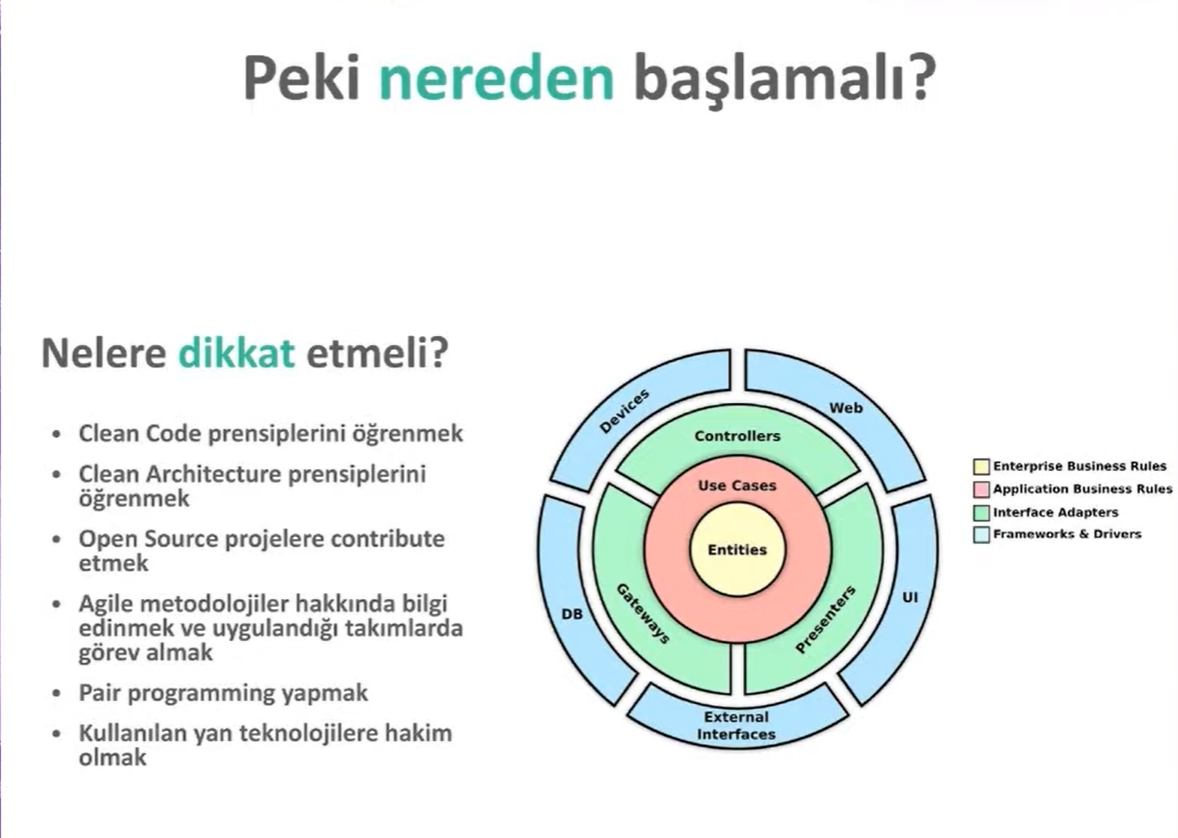 Peki nereden başlamalı?
Nelere dikkat etmeli?
• Clean Code prensiplerini öğrenmek
• Clean Architecture prensiplerini
öğrenmek
• Open Source projelere contribute
etmek
• Agile metodolojiler hakkında bilgi
edinmek ve uygulandığı takımlarda
görev almak
• Pair programming yapmak
• Kullanılan yan teknolojilere hakim
olmak
Devices
Web
Controllers
Use Cases
Entities
Gateways
Presenters
DB
UI
External
Interfaces
Enterprise Business Rules
Application Business Rules
Interface Adapters
Frameworks & Drivers